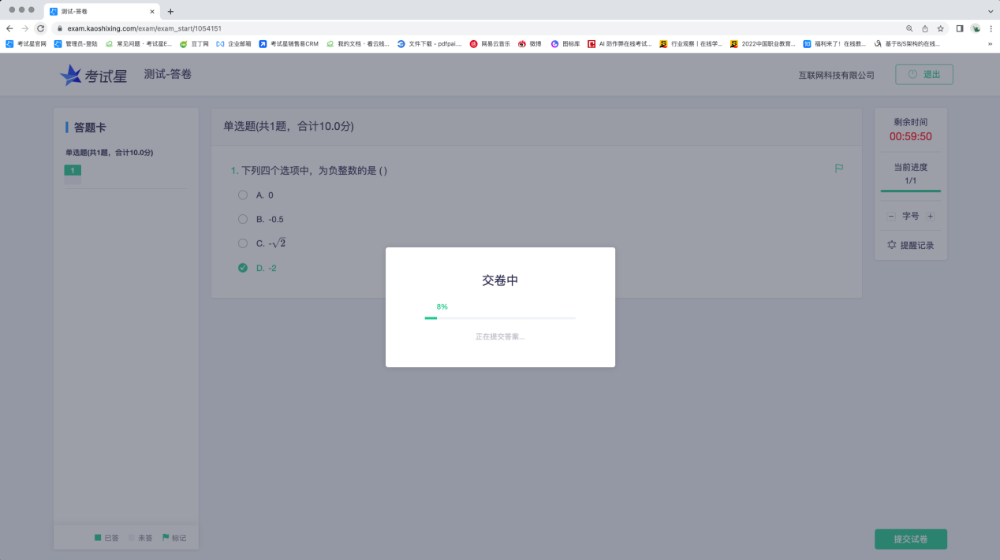 测试-答卷
exam.kaoshixing.com/exam/exam_start/1054151
考试星官网 管理员-登陆 常见问题 · 考试星E... 豆丁网 企业邮箱 考试星销售易CRM 我的文档 · 看云线... 文件下载 - pdfpai.... 网易云音乐 微博 图标库 AI 防作弊在线考试... 行业观察 | 在线学... 2022中国职业教育... 福利来了！在线教... 基于B/S架构的在线...
考试星 测试-答卷 互联网科技有限公司 退出
答题卡
单选题(共1题，合计10.0分)
1
单选题(共1题，合计10.0分)
1. 下列四个选项中，为负整数的是 ( )
A. 0
B. -0.5
C. -√2
D. -2
剩余时间
00:59:50
当前进度
1/1
− 字号 +
提醒记录
交卷中
8%
正在提交答案...
已答 未答 标记
提交试卷